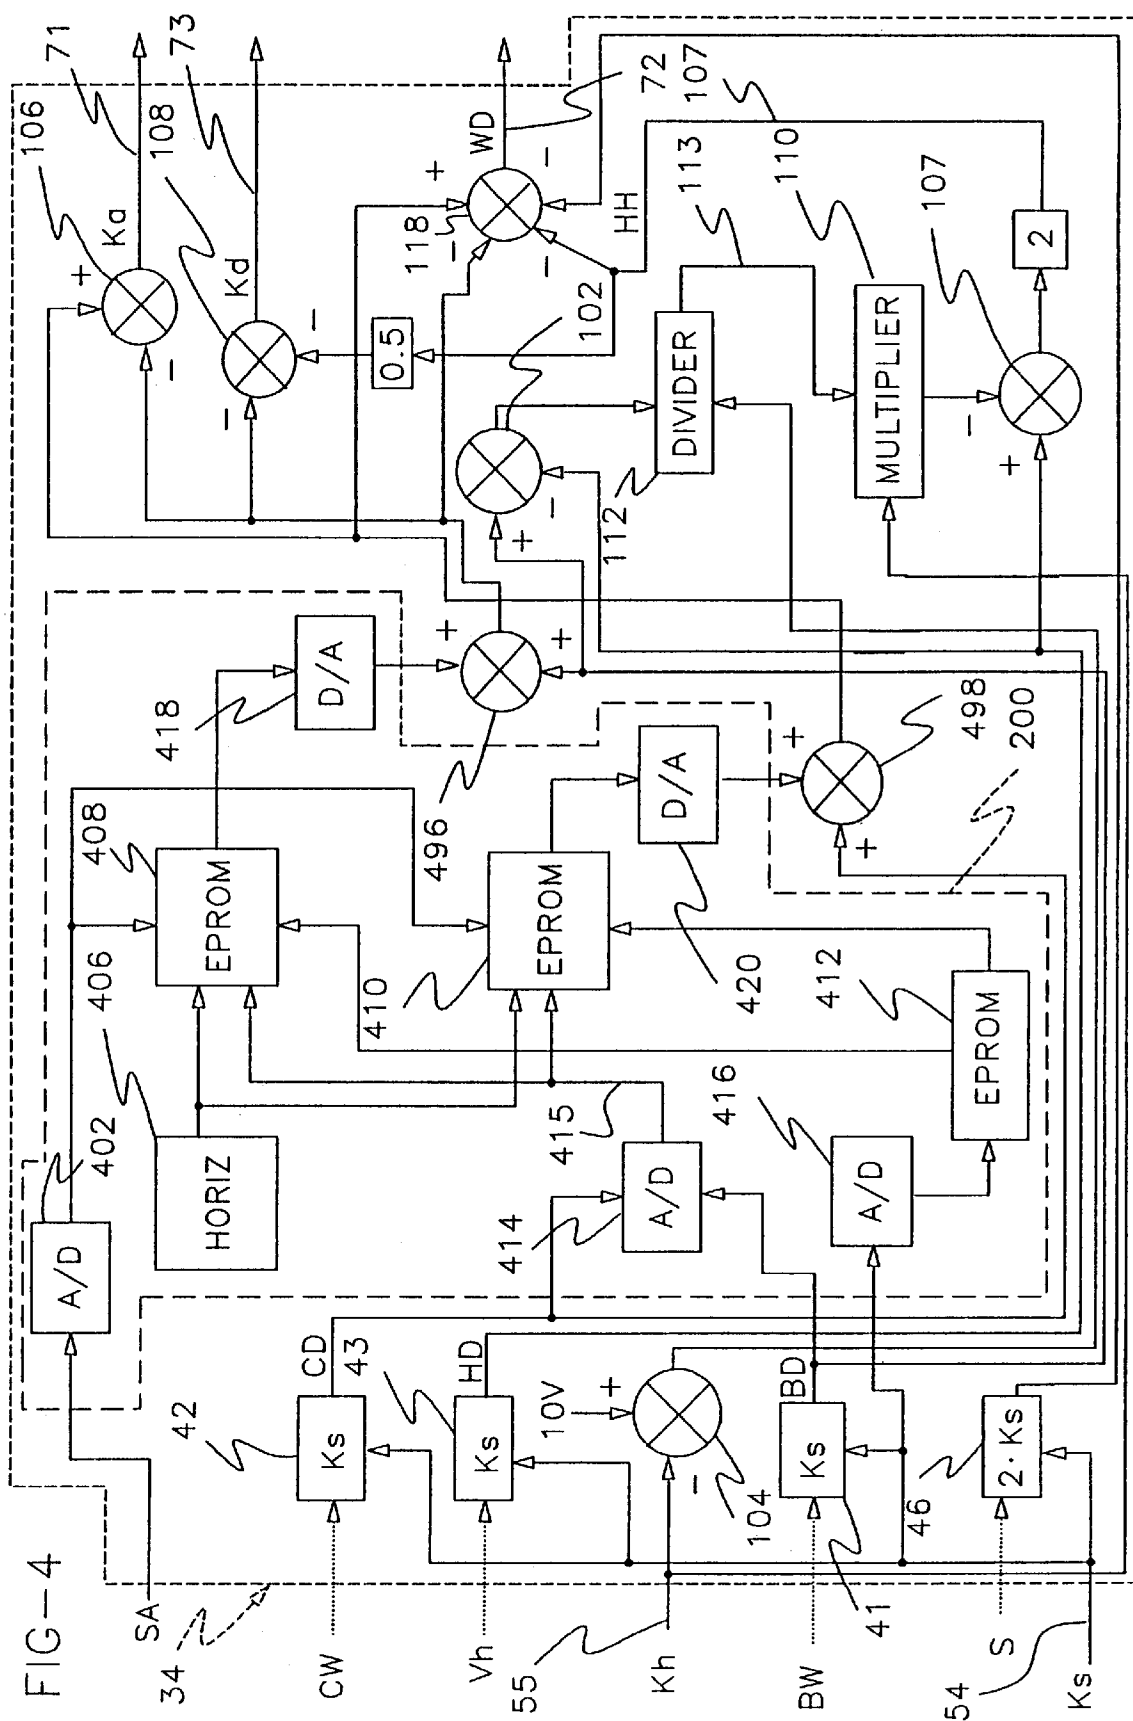 FIG-4
34
SA
CW
Vh
55
Kh
BW
S
54
Ks
A/D
402
HORIZ
406
42
Ks
CD
43
Ks
HD
10V
+
−
104
Ks
BD
41
46
2·Ks
414
A/D
415
416
A/D
EPROM
412
EPROM
408
410
EPROM
418
D/A
420
D/A
496
+
+
498
+
+
200
106
+
−
Ka
71
108
−
−
Kd
73
0.5
118
+
−
−
−
WD
72
HH
102
+
−
112
DIVIDER
113
107
110
MULTIPLIER
107
−
+
2